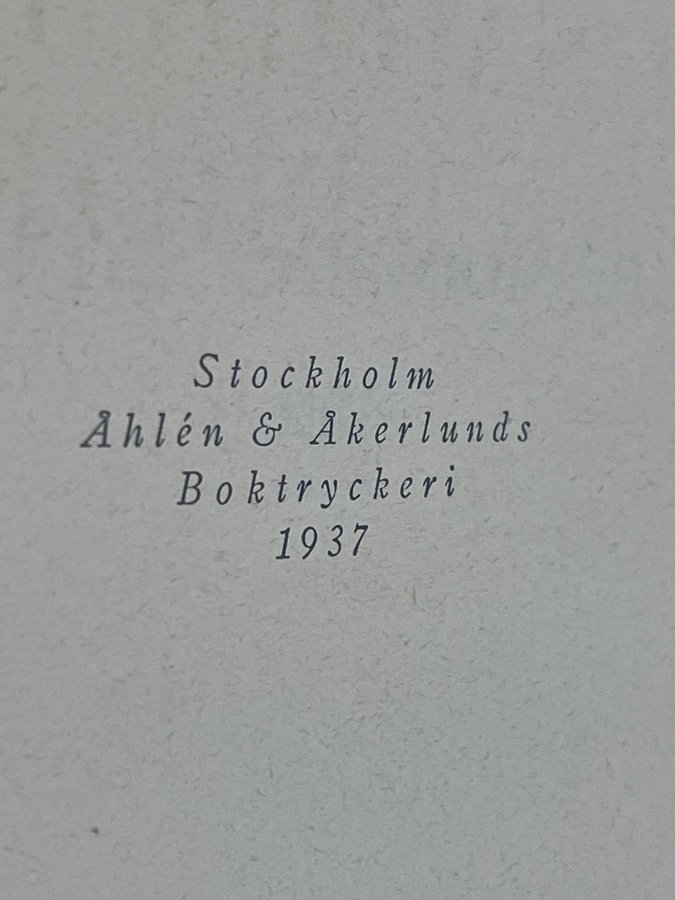 Stockholm
Åhlén & Åkerlunds
Boktryckeri
1937